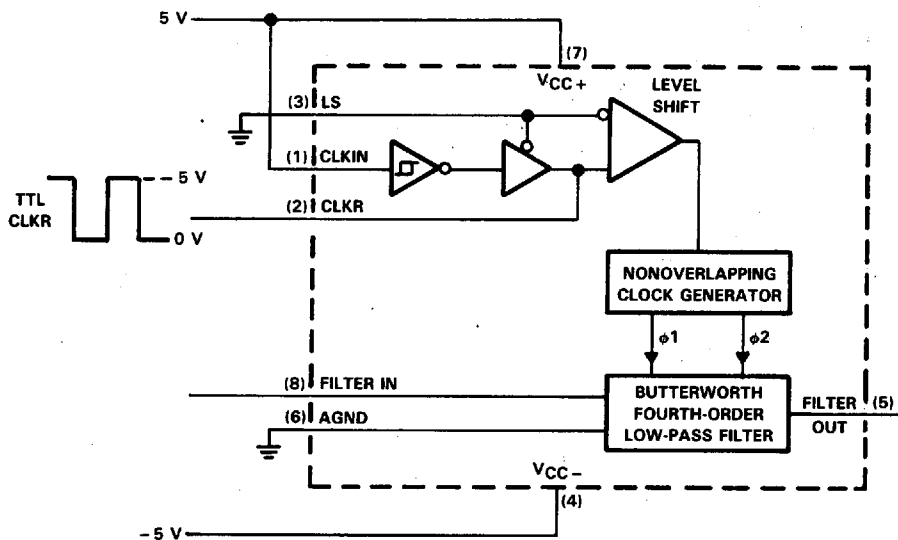 5 V
(7)
VCC+
LEVEL
SHIFT
(3) LS
(1) CLKIN
(2) CLKR
TTL
CLKR
--5 V
0 V
NONOVERLAPPING
CLOCK GENERATOR
φ1
φ2
(8) FILTER IN
(6) AGND
BUTTERWORTH
FOURTH-ORDER
LOW-PASS FILTER
FILTER (5)
OUT
VCC-
(4)
-5 V